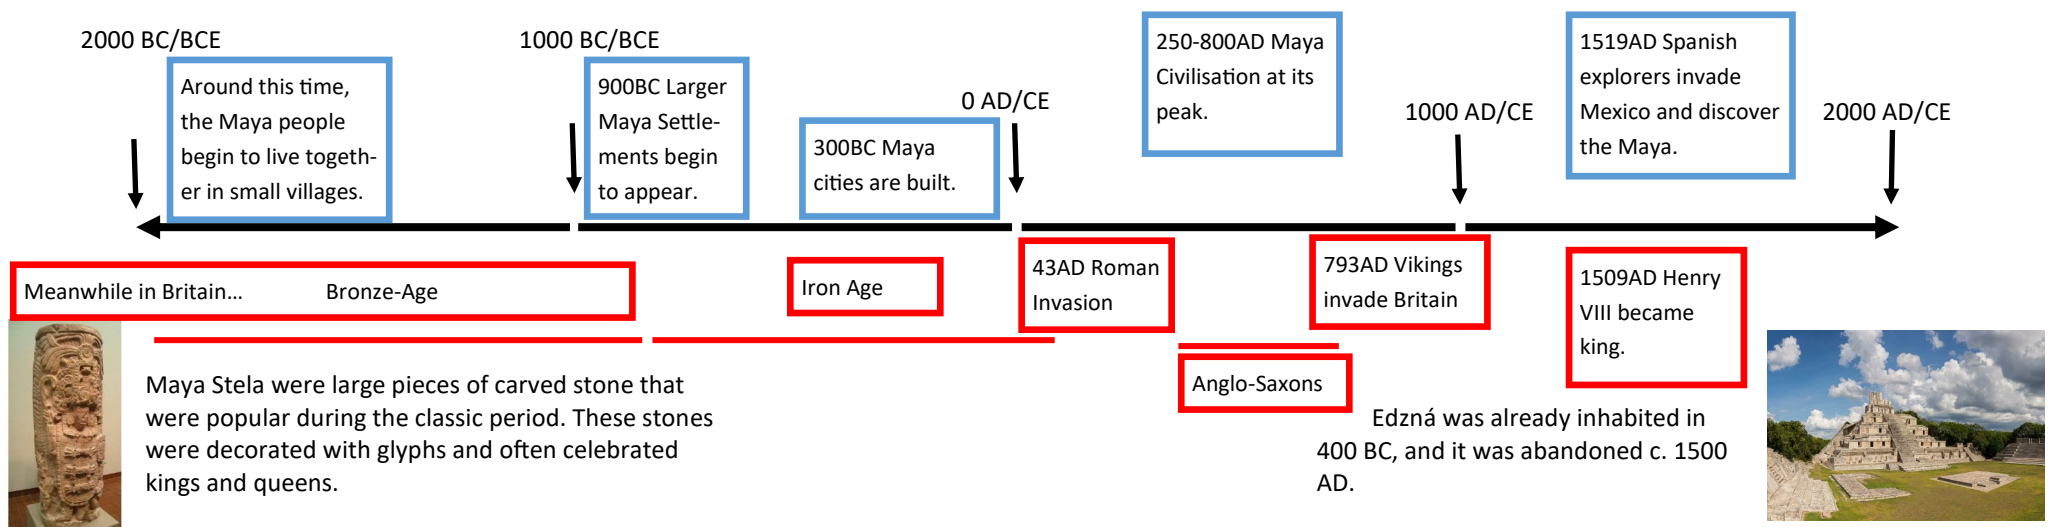 2000 BC/BCE
Around this time,
the Maya people
begin to live togeth-
er in small villages.
1000 BC/BCE
900BC Larger
Maya Settle-
ments begin
to appear.
300BC Maya
cities are built.
0 AD/CE
250-800AD Maya
Civilisation at its
peak.
1000 AD/CE
1519AD Spanish
explorers invade
Mexico and discover
the Maya.
2000 AD/CE
Meanwhile in Britain... Bronze-Age
Iron Age
43AD Roman
Invasion
Anglo-Saxons
793AD Vikings
invade Britain
1509AD Henry
VIII became
king.
Maya Stela were large pieces of carved stone that
were popular during the classic period. These stones
were decorated with glyphs and often celebrated
kings and queens.
Edzná was already inhabited in
400 BC, and it was abandoned c. 1500
AD.